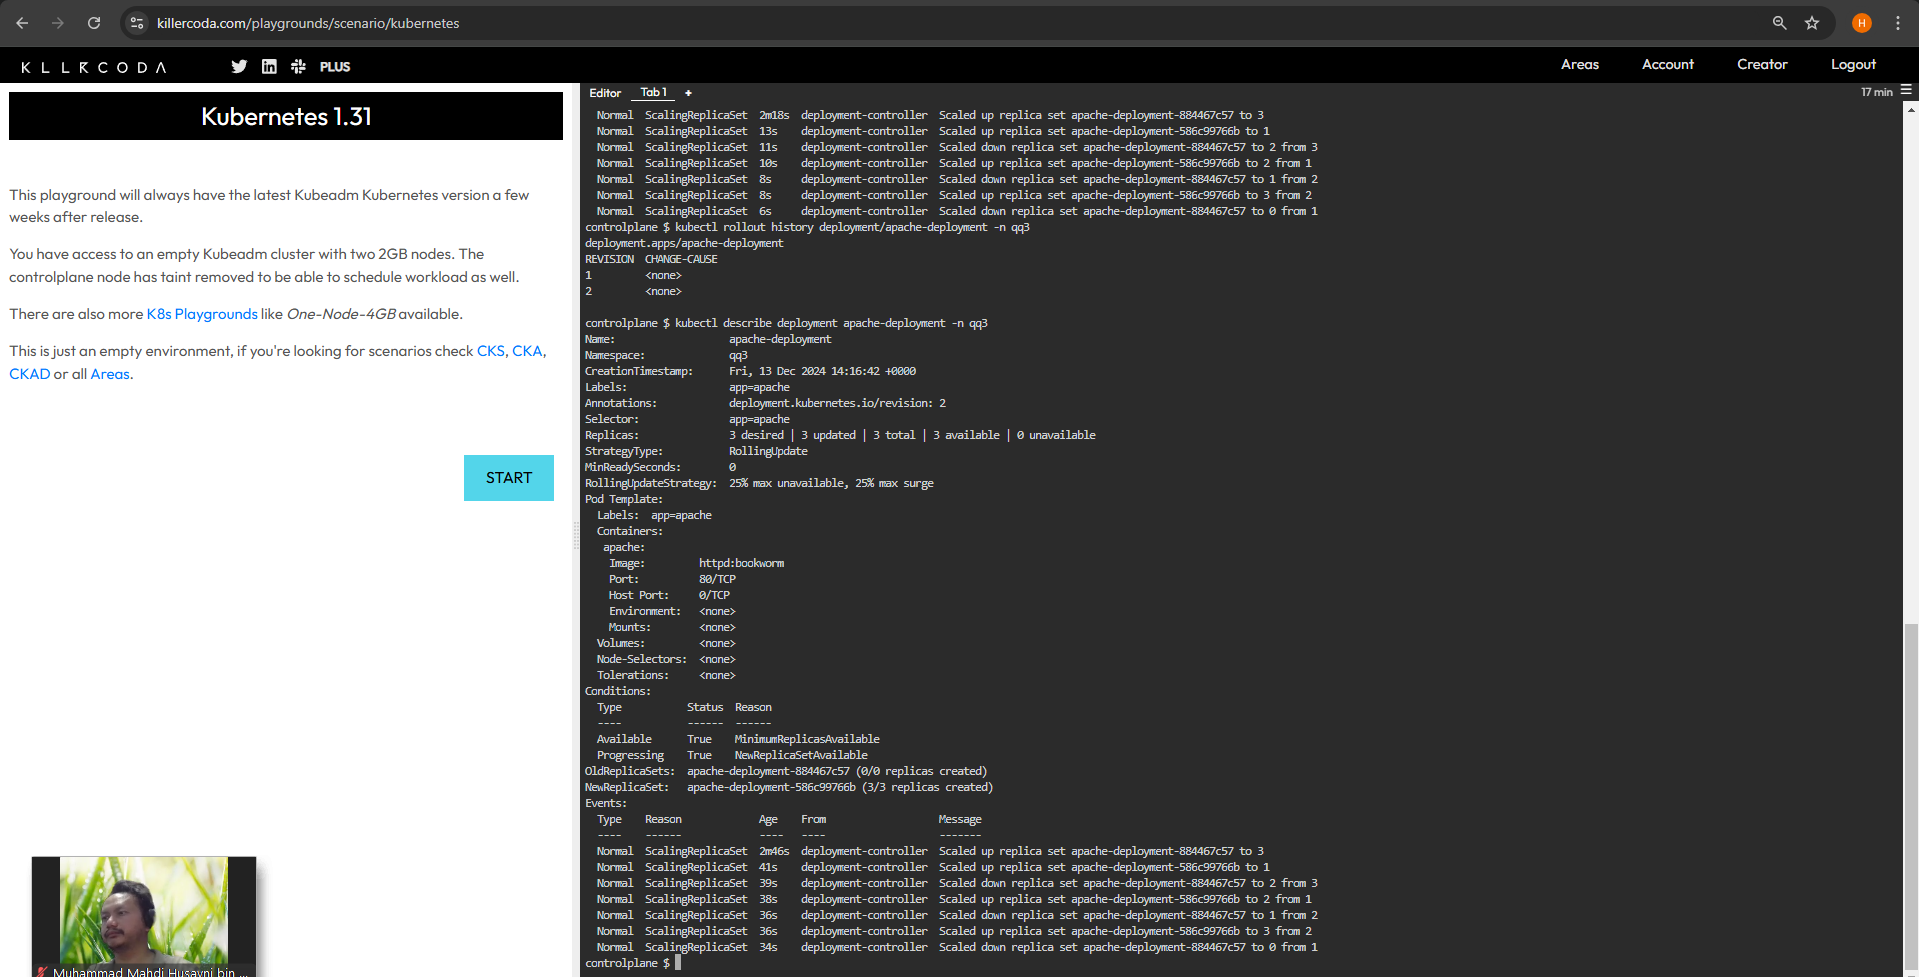 killercoda.com/playgrounds/scenario/kubernetes
H
KLLRCODA
PLUS
Areas
Account
Creator
Logout
Kubernetes 1.31
This playground will always have the latest Kubeadm Kubernetes version a few
weeks after release.
You have access to an empty Kubeadm cluster with two 2GB nodes. The
controlplane node has taint removed to be able to schedule workload as well.
There are also more K8s Playgrounds like One-Node-4GB available.
This is just an empty environment, if you're looking for scenarios check CKS, CKA,
CKAD or all Areas.
START
Muhammad Mahdi Husayni bin ...
Editor Tab 1 +
17 min
Normal ScalingReplicaSet 2m18s deployment-controller Scaled up replica set apache-deployment-884467c57 to 3
Normal ScalingReplicaSet 13s deployment-controller Scaled up replica set apache-deployment-586c99766b to 1
Normal ScalingReplicaSet 11s deployment-controller Scaled down replica set apache-deployment-884467c57 to 2 from 3
Normal ScalingReplicaSet 10s deployment-controller Scaled up replica set apache-deployment-586c99766b to 2 from 1
Normal ScalingReplicaSet 8s deployment-controller Scaled down replica set apache-deployment-884467c57 to 1 from 2
Normal ScalingReplicaSet 8s deployment-controller Scaled up replica set apache-deployment-586c99766b to 3 from 2
Normal ScalingReplicaSet 6s deployment-controller Scaled down replica set apache-deployment-884467c57 to 0 from 1
controlplane $ kubectl rollout history deployment/apache-deployment -n qq3
deployment.apps/apache-deployment
REVISION CHANGE-CAUSE
1 <none>
2 <none>
controlplane $ kubectl describe deployment apache-deployment -n qq3
Name: apache-deployment
Namespace: qq3
CreationTimestamp: Fri, 13 Dec 2024 14:16:42 +0000
Labels: app=apache
Annotations: deployment.kubernetes.io/revision: 2
Selector: app=apache
Replicas: 3 desired | 3 updated | 3 total | 3 available | 0 unavailable
StrategyType: RollingUpdate
MinReadySeconds: 0
RollingUpdateStrategy: 25% max unavailable, 25% max surge
Pod Template:
Labels: app=apache
Containers:
apache:
Image: httpd:bookworm
Port: 80/TCP
Host Port: 0/TCP
Environment: <none>
Mounts: <none>
Volumes: <none>
Node-Selectors: <none>
Tolerations: <none>
Conditions:
Type Status Reason
---- ------ ------
Available True MinimumReplicasAvailable
Progressing True NewReplicaSetAvailable
OldReplicaSets: apache-deployment-884467c57 (0/0 replicas created)
NewReplicaSet: apache-deployment-586c99766b (3/3 replicas created)
Events:
Type Reason Age From Message
---- ------ ---- ---- -------
Normal ScalingReplicaSet 2m46s deployment-controller Scaled up replica set apache-deployment-884467c57 to 3
Normal ScalingReplicaSet 41s deployment-controller Scaled up replica set apache-deployment-586c99766b to 1
Normal ScalingReplicaSet 39s deployment-controller Scaled down replica set apache-deployment-884467c57 to 2 from 3
Normal ScalingReplicaSet 38s deployment-controller Scaled up replica set apache-deployment-586c99766b to 2 from 1
Normal ScalingReplicaSet 36s deployment-controller Scaled down replica set apache-deployment-884467c57 to 1 from 2
Normal ScalingReplicaSet 36s deployment-controller Scaled up replica set apache-deployment-586c99766b to 3 from 2
Normal ScalingReplicaSet 34s deployment-controller Scaled down replica set apache-deployment-884467c57 to 0 from 1
controlplane $